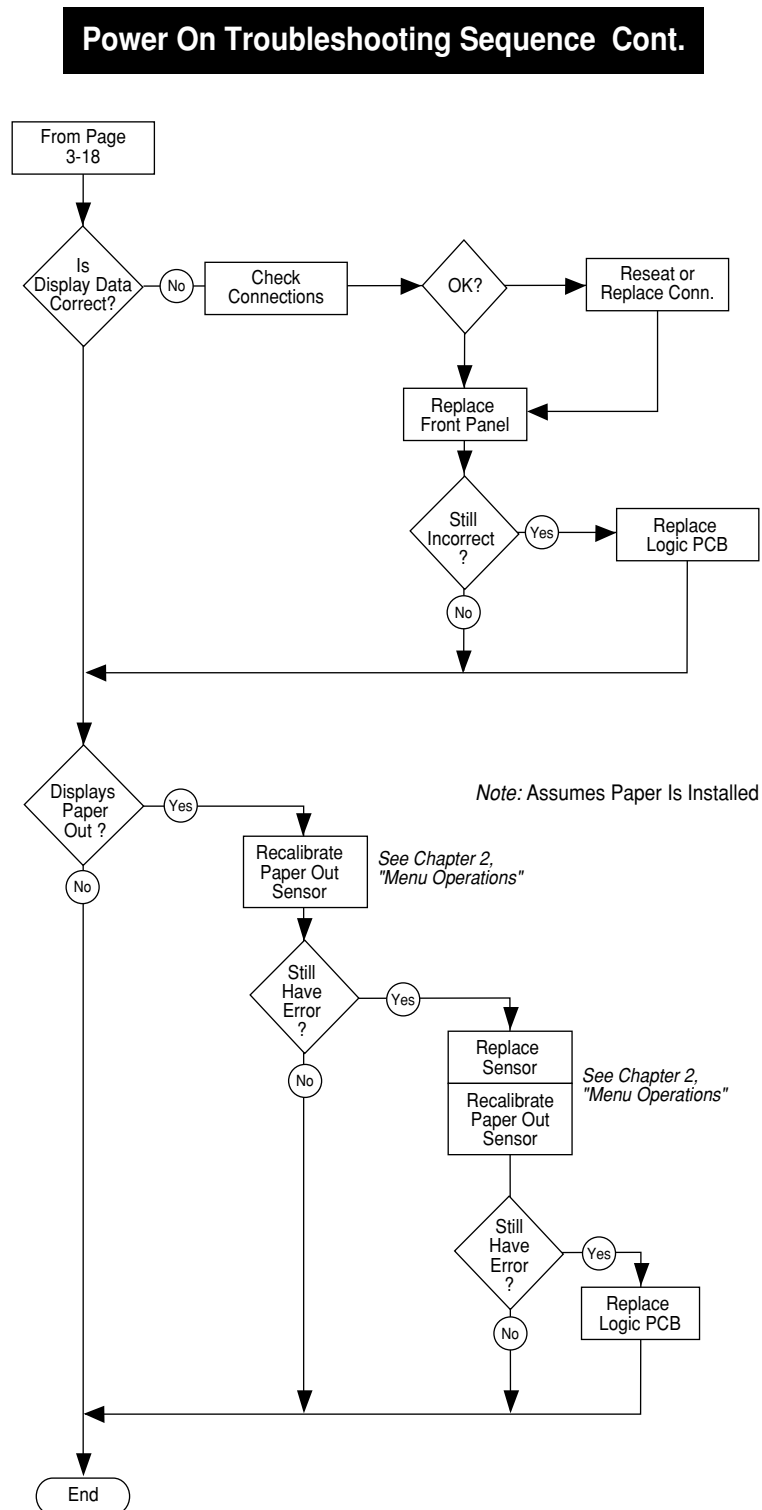 Power On Troubleshooting Sequence Cont.
From Page
3-18
Is
Display Data
Correct?
No
Check
Connections
OK?
Reseat or
Replace Conn.
Replace
Front Panel
Still
Incorrect
?
Yes
Replace
Logic PCB
No
Displays
Paper
Out ?
Yes
Note: Assumes Paper Is Installed
No
Recalibrate
Paper Out
Sensor
See Chapter 2,
"Menu Operations"
Still
Have
Error
?
Yes
No
Replace
Sensor
Recalibrate
Paper Out
Sensor
See Chapter 2,
"Menu Operations"
Still
Have
Error
?
Yes
No
Replace
Logic PCB
End